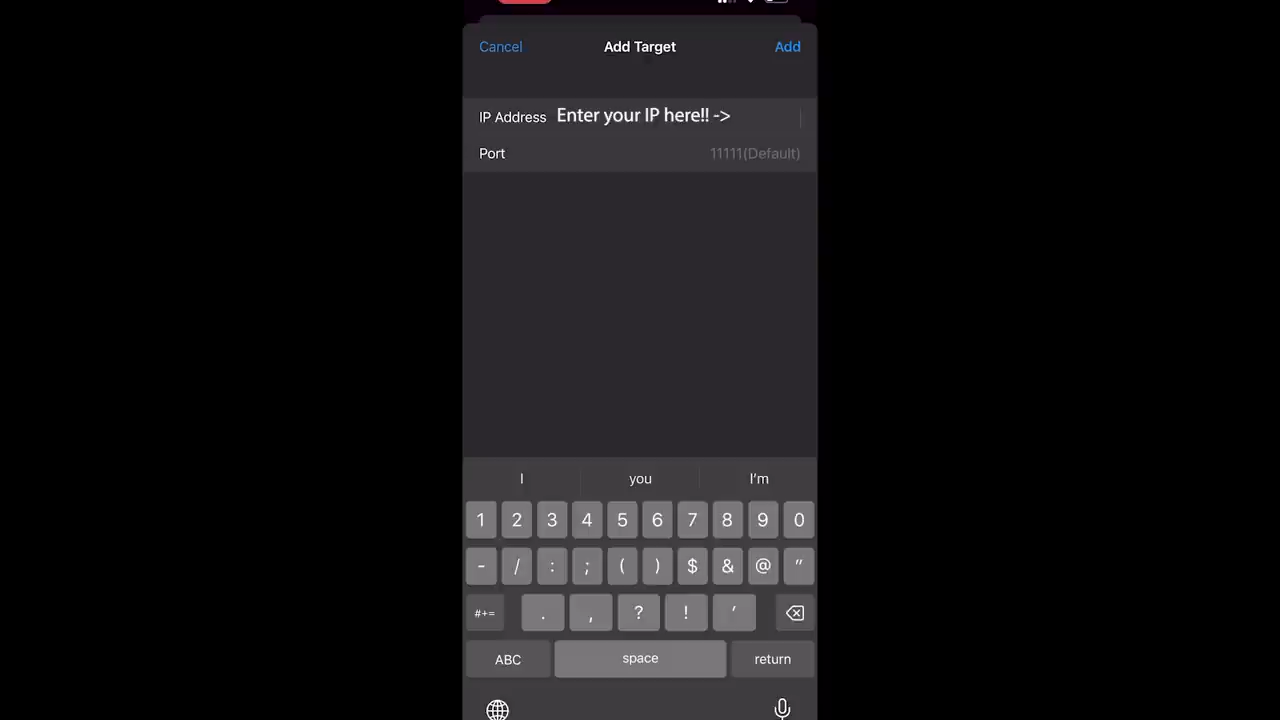 Cancel Add Target Add
IP Address Enter your IP here!! ->
Port 11111(Default)
I you I'm
1 2 3 4 5 6 7 8 9 0
- / : ; ( ) $ & @ "
#+= . , ? ! '
ABC space return